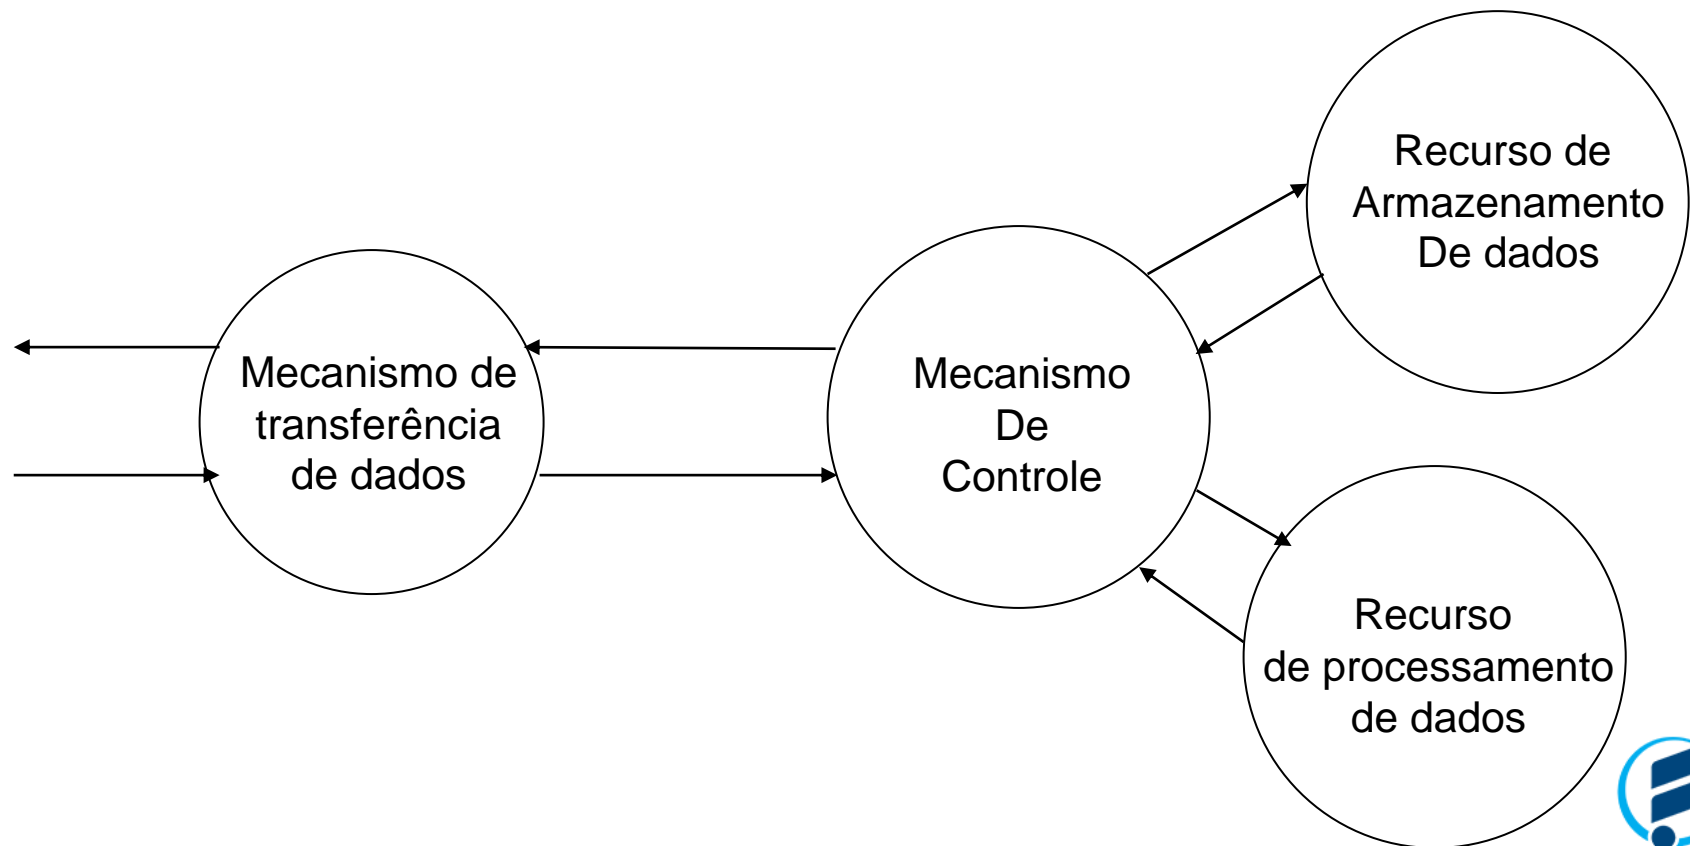 Mecanismo de
transferência
de dados
Mecanismo
De
Controle
Recurso de
Armazenamento
De dados
Recurso
de processamento
de dados